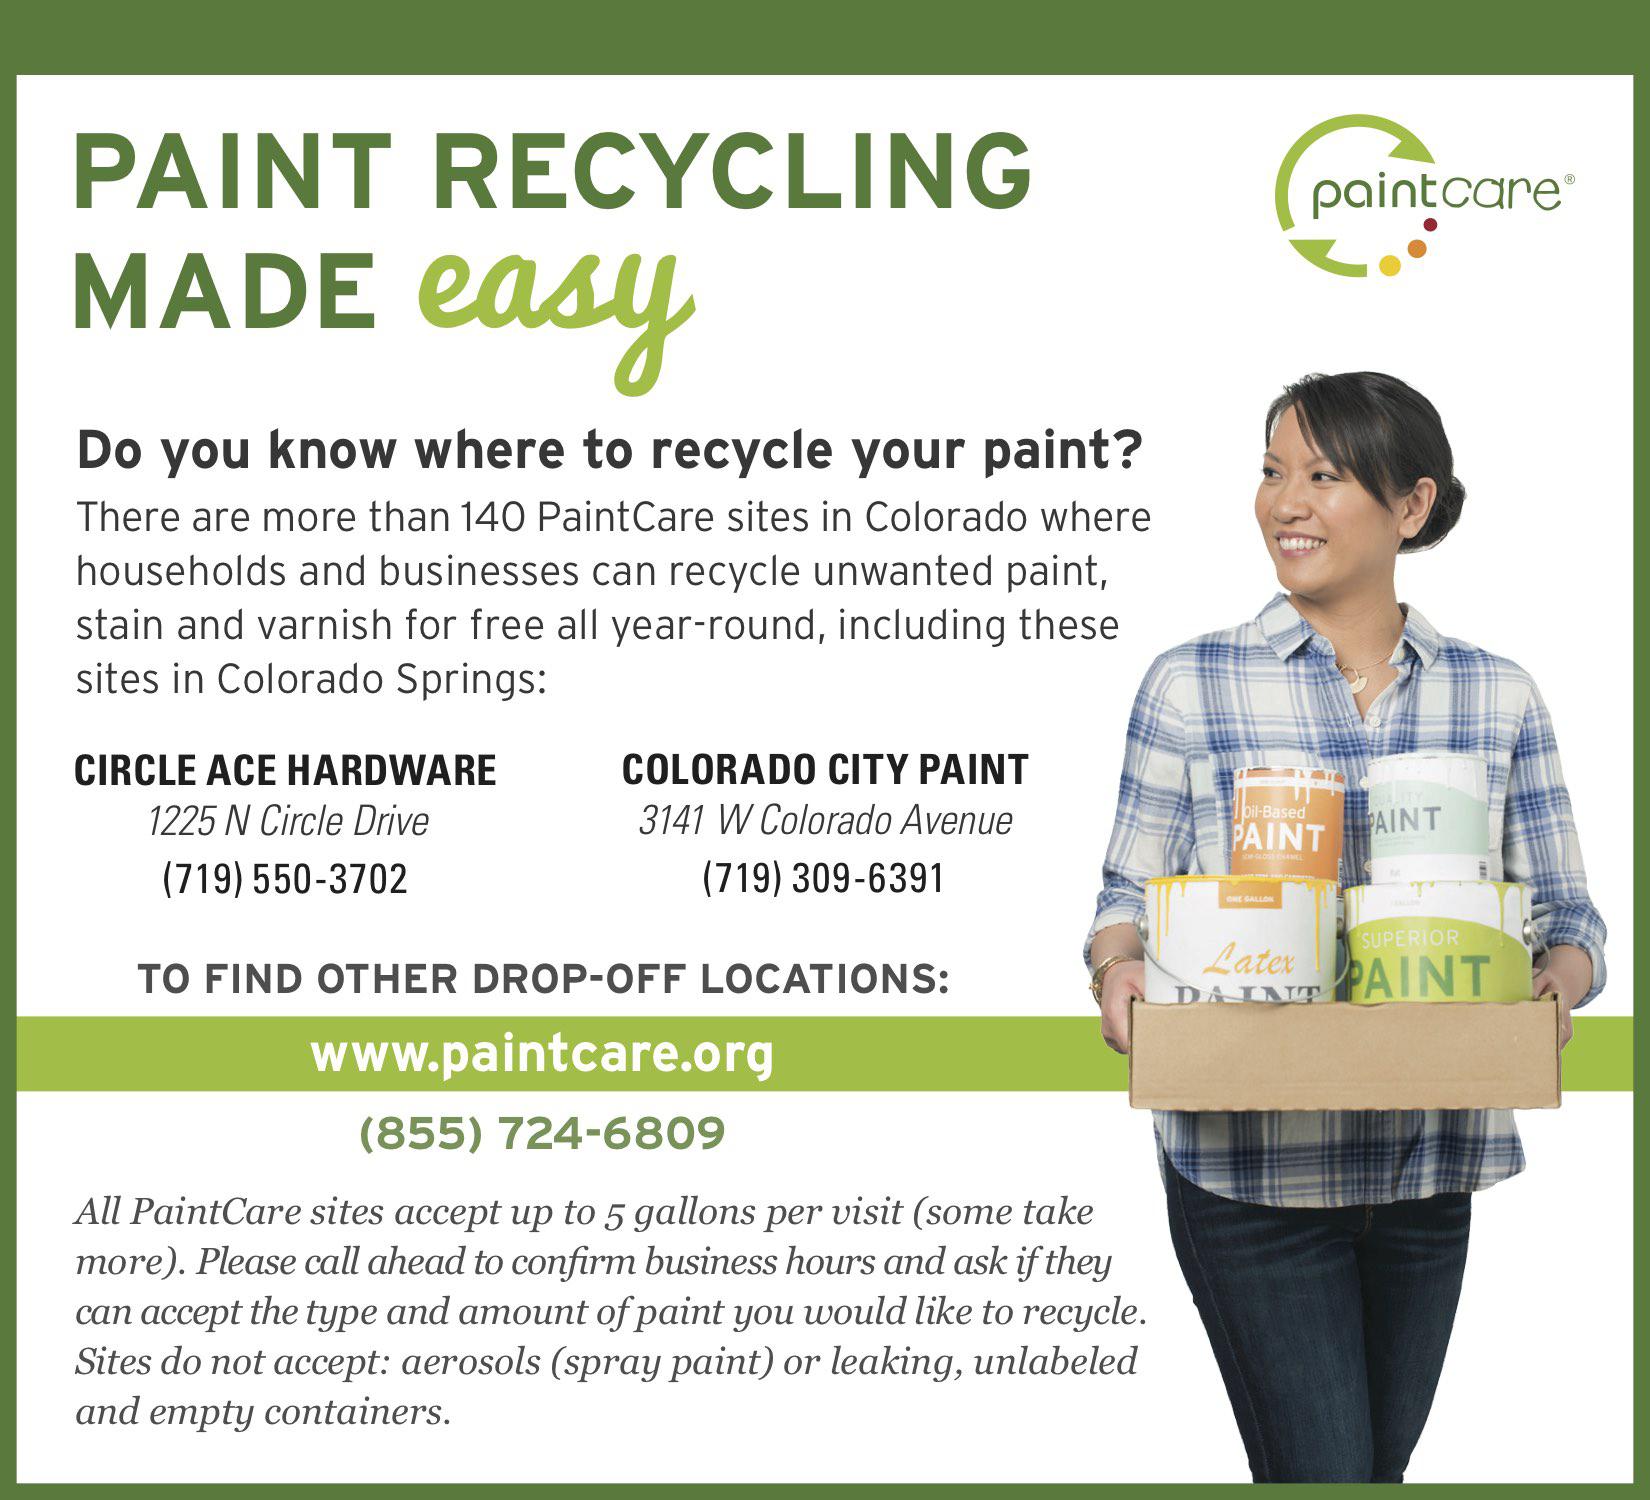 PAINT RECYCLING
MADE easy
paintcare®
Do you know where to recycle your paint?
There are more than 140 PaintCare sites in Colorado where
households and businesses can recycle unwanted paint,
stain and varnish for free all year-round, including these
sites in Colorado Springs:
CIRCLE ACE HARDWARE
1225 N Circle Drive
(719) 550-3702
COLORADO CITY PAINT
3141 W Colorado Avenue
(719) 309-6391
Oil-Based
PAINT
SEMI-GLOSS ENAMEL
QUALITY
PAINT
ONE GALLON
Latex
PAINT
1 GALLON
SUPERIOR
PAINT
TO FIND OTHER DROP-OFF LOCATIONS:
www.paintcare.org
(855) 724-6809
All PaintCare sites accept up to 5 gallons per visit (some take
more). Please call ahead to confirm business hours and ask if they
can accept the type and amount of paint you would like to recycle.
Sites do not accept: aerosols (spray paint) or leaking, unlabeled
and empty containers.